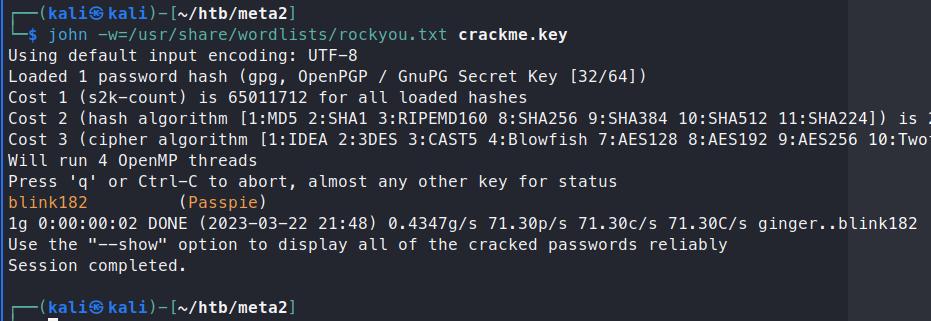 ┌──(kali㉿kali)-[~/htb/meta2]
└─$ john -w=/usr/share/wordlists/rockyou.txt crackme.key
Using default input encoding: UTF-8
Loaded 1 password hash (gpg, OpenPGP / GnuPG Secret Key [32/64])
Cost 1 (s2k-count) is 65011712 for all loaded hashes
Cost 2 (hash algorithm [1:MD5 2:SHA1 3:RIPEMD160 8:SHA256 9:SHA384 10:SHA512 11:SHA224]) is
Cost 3 (cipher algorithm [1:IDEA 2:3DES 3:CAST5 4:Blowfish 7:AES128 8:AES192 9:AES256 10:Two
Will run 4 OpenMP threads
Press 'q' or Ctrl-C to abort, almost any other key for status
blink182         (Passpie)
1g 0:00:00:02 DONE (2023-03-22 21:48) 0.4347g/s 71.30p/s 71.30c/s 71.30C/s ginger..blink182
Use the "--show" option to display all of the cracked passwords reliably
Session completed.
┌──(kali㉿kali)-[~/htb/meta2]